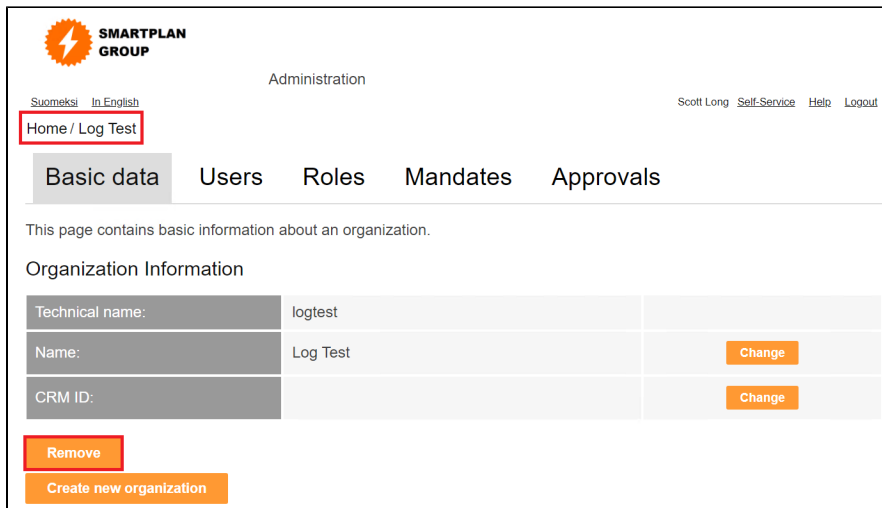 SMARTPLAN
GROUP
Administration
Suomeksi In English Scott Long Self-Service Help Logout
Home / Log Test
Basic data Users Roles Mandates Approvals
This page contains basic information about an organization.
Organization Information
Technical name: logtest
Name: Log Test Change
CRM ID: Change
Remove
Create new organization